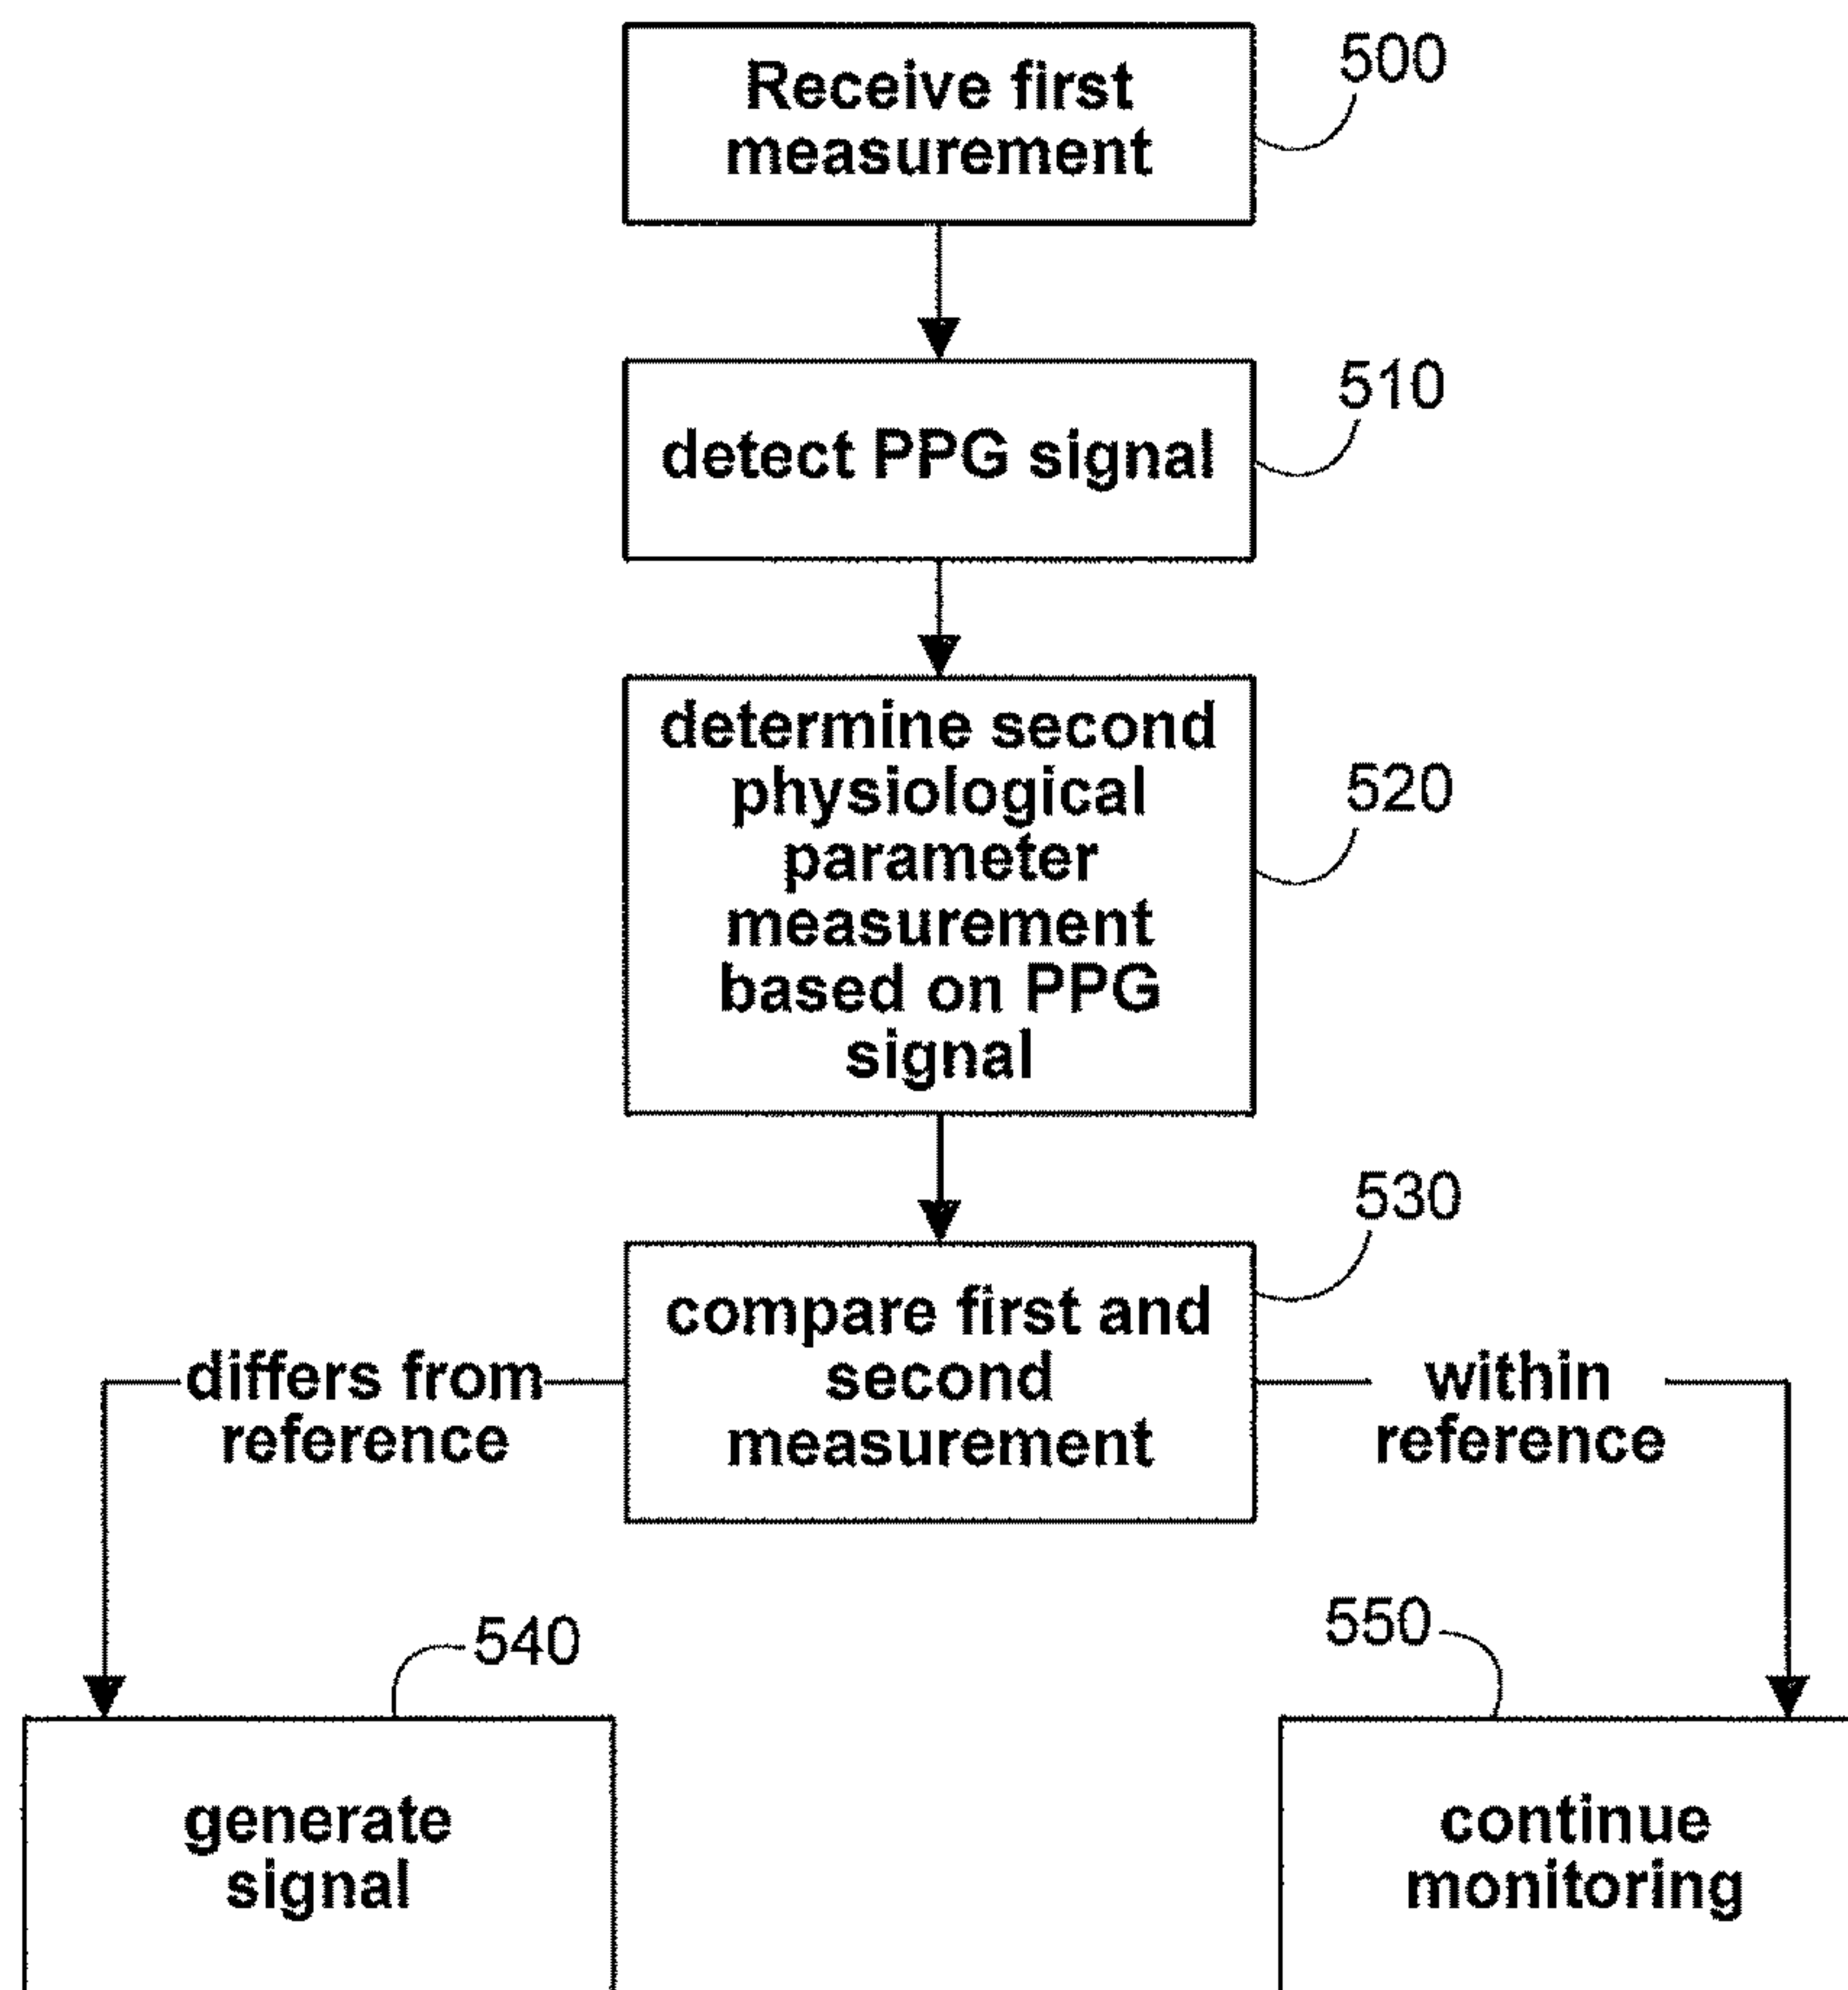 Receive first
measurement
500
detect PPG signal
510
determine second
physiological
parameter
measurement
based on PPG
signal
520
compare first and
second
measurement
530
differs from
reference
within
reference
540
generate
signal
550
continue
monitoring